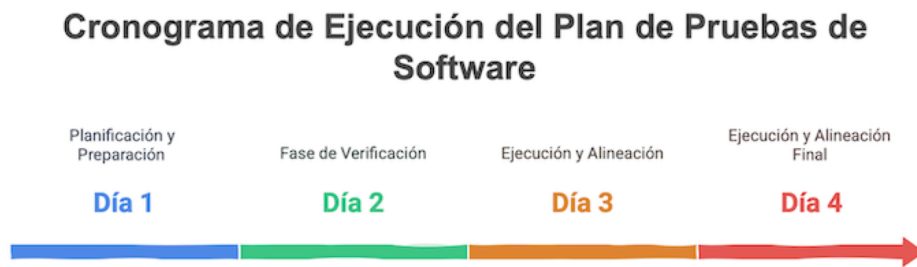 Cronograma de Ejecución del Plan de Pruebas de
Software
Planificación y
Preparación
Día 1
Fase de Verificación
Día 2
Ejecución y Alineación
Día 3
Ejecución y Alineación
Final
Día 4